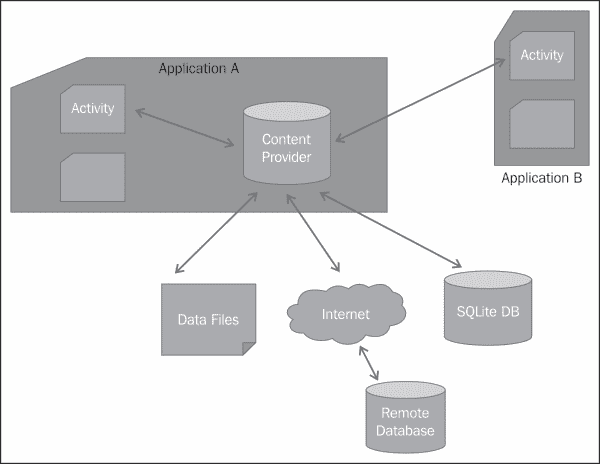 Application A
Activity
Content
Provider
Activity
Application B
Data Files
Internet
SQLite DB
Remote
Database